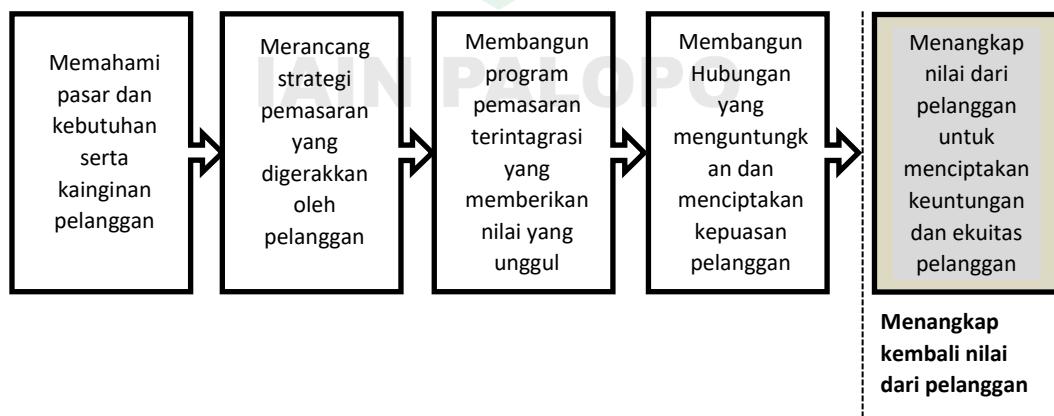 Memahami
pasar dan
kebutuhan
serta
kainginan
pelanggan
Merancang
strategi
pemasaran
yang
digerakkan
oleh
pelanggan
Membangun
program
pemasaran
terintagrasi
yang
memberikan
nilai yang
unggul
Membangun
Hubungan
yang
menguntungk
an dan
menciptakan
kepuasan
pelanggan
Menangkap
nilai dari
pelanggan
untuk
menciptakan
keuntungan
dan ekuitas
pelanggan
Menangkap
kembali nilai
dari pelanggan
IAIN PALOPO